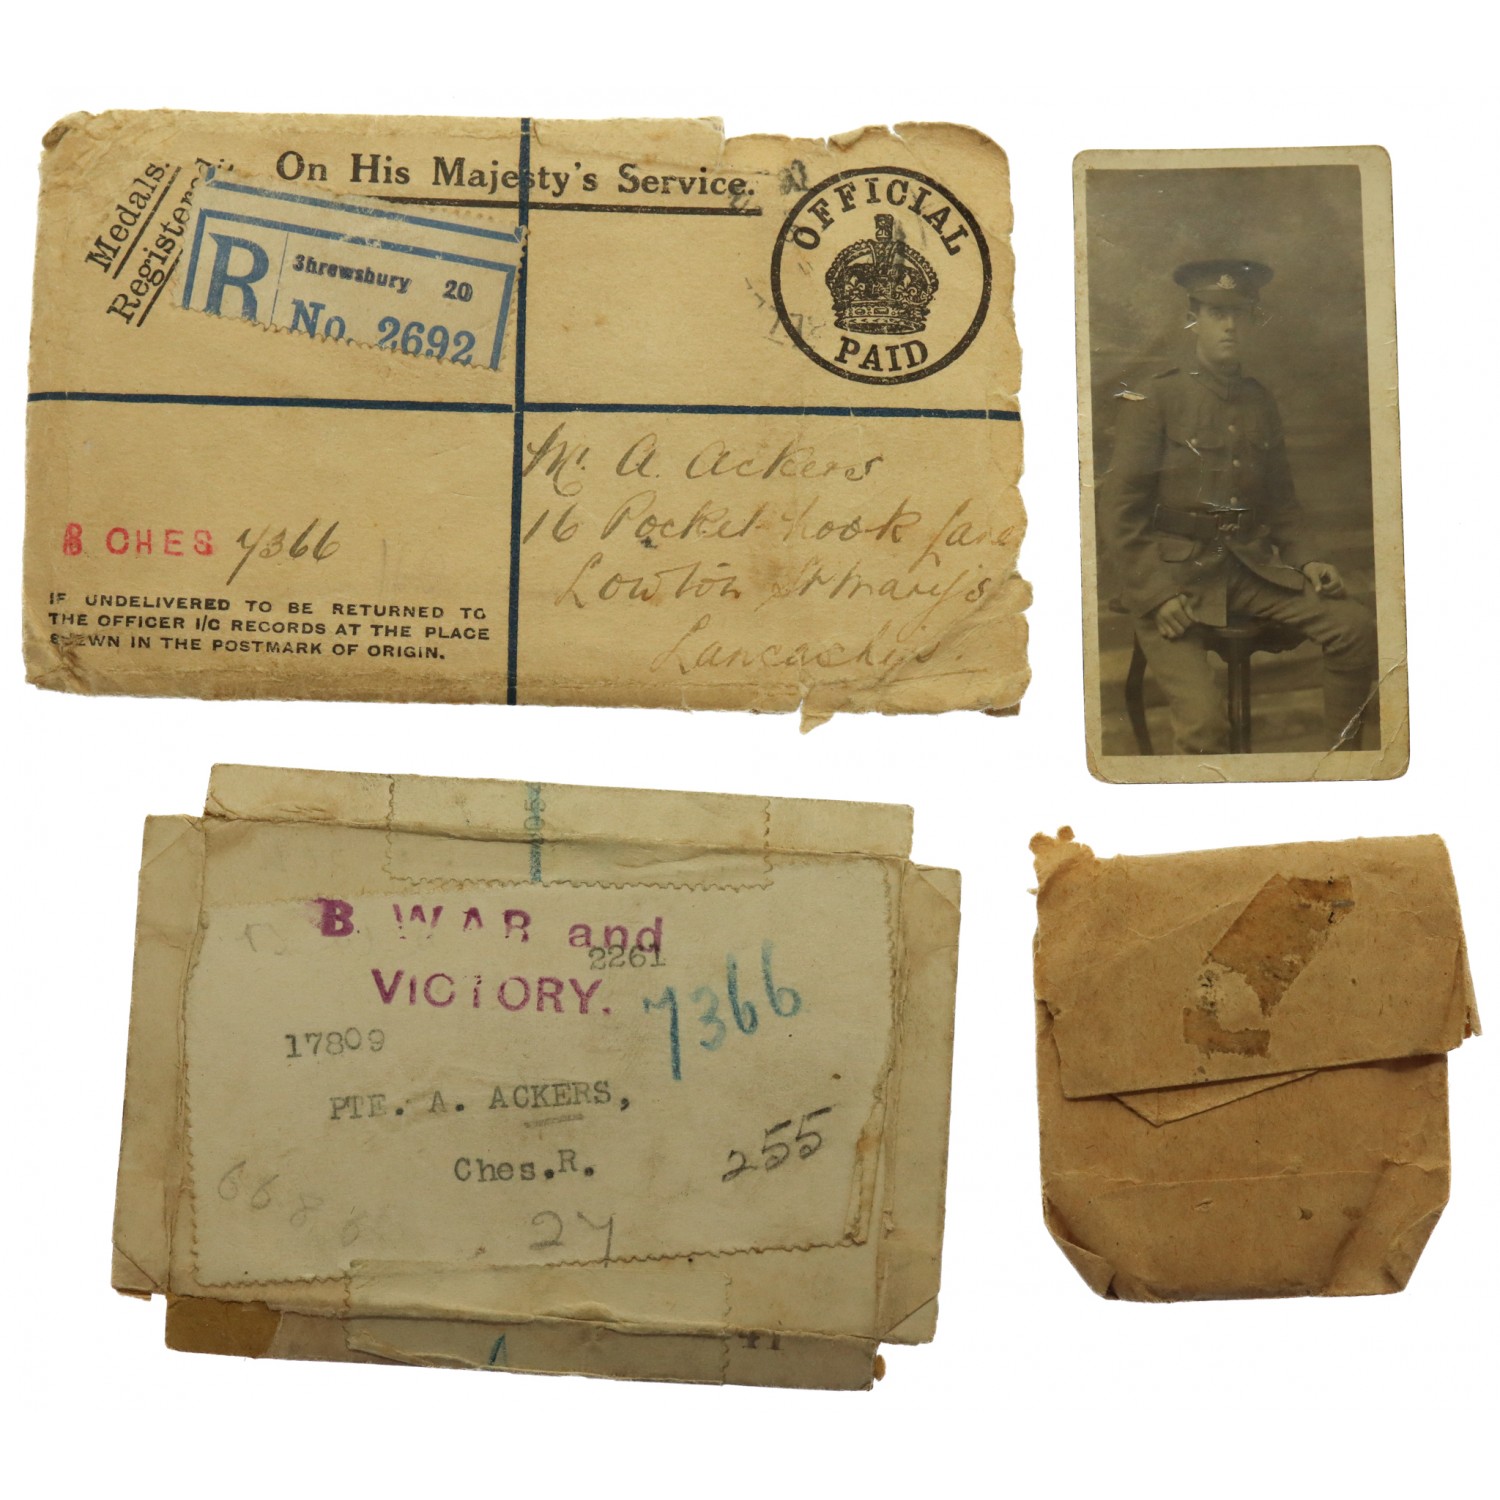 On His Majesty's Service.
Medals.
Registered
R
Shrewsbury 20
No. 2692
OFFICIAL
PAID
Mr. A. Ackers
16 Pocket nook Lane
Lowton St Mary's
Lancashire
B CHES 7366
IF UNDELIVERED TO BE RETURNED TO
THE OFFICER I/C RECORDS AT THE PLACE
SHEWN IN THE POSTMARK OF ORIGIN.
B. WAR and
2261
VICTORY.
7366
17809
PTE. A. ACKERS,
Ches.R.
255
27